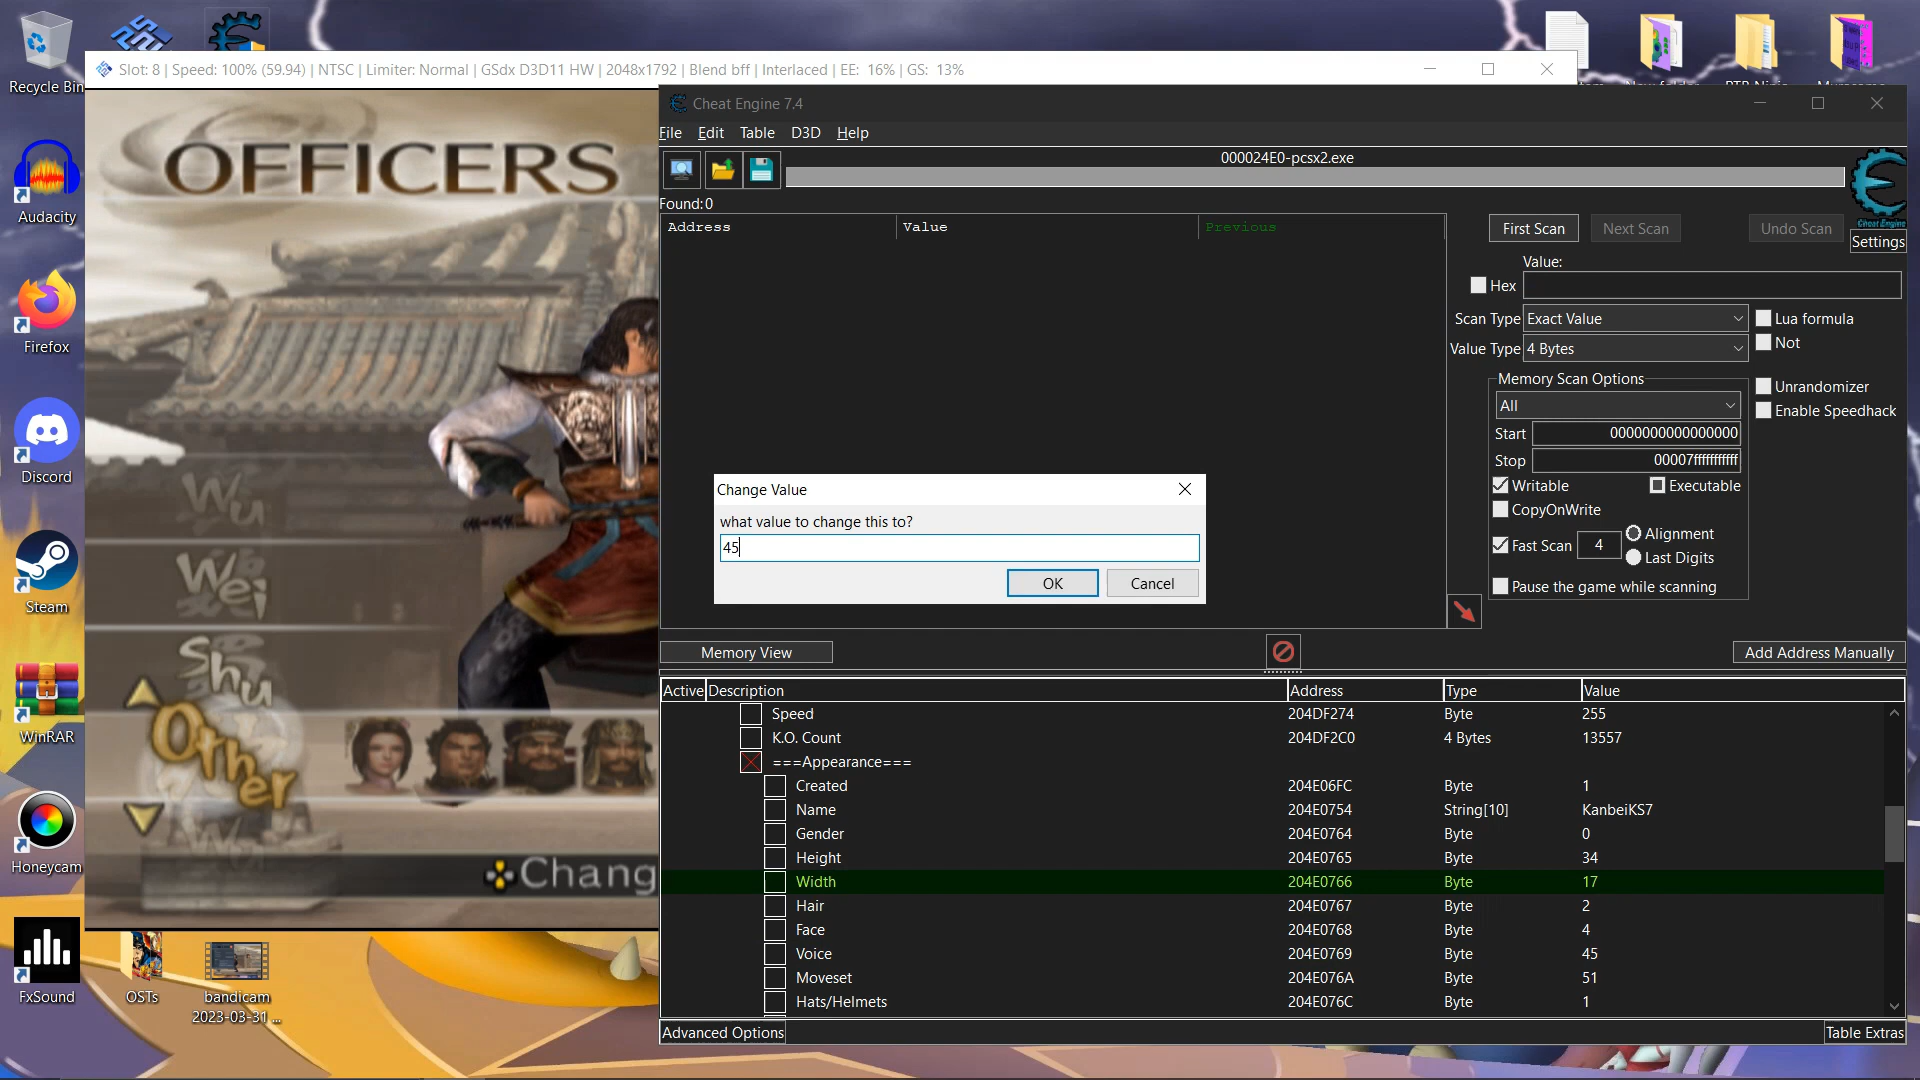 Recycle Bin
Audacity
Firefox
Discord
Steam
WinRAR
Honeycam
FxSound
OSTs
bandicam
2023-03-31 ...
Slot: 8 | Speed: 100% (59.94) | NTSC | Limiter: Normal | GSdx D3D11 HW | 2048x1792 | Blend bff | Interlaced | EE: 16% | GS: 13%
OFFICERS
Wu
Wei
Shu
Other
Wu
Chang
Cheat Engine 7.4
File Edit Table D3D Help
000024E0-pcsx2.exe
Found:0
Address Value Previous
First Scan Next Scan Undo Scan
Cheat Engine
Settings
Value:
Hex
Scan Type Exact Value
Lua formula
Value Type 4 Bytes
Not
Memory Scan Options
All
Unrandomizer
Enable Speedhack
Start 0000000000000000
Stop 00007fffffffffff
Writable Executable
CopyOnWrite
Fast Scan 4 Alignment
Last Digits
Pause the game while scanning
Change Value
what value to change this to?
45
OK Cancel
Memory View
Add Address Manually
Active Description Address Type Value
Speed 204DF274 Byte 255
K.O. Count 204DF2C0 4 Bytes 13557
===Appearance===
Created 204E06FC Byte 1
Name 204E0754 String[10] KanbeiKS7
Gender 204E0764 Byte 0
Height 204E0765 Byte 34
Width 204E0766 Byte 17
Hair 204E0767 Byte 2
Face 204E0768 Byte 4
Voice 204E0769 Byte 45
Moveset 204E076A Byte 51
Hats/Helmets 204E076C Byte 1
Advanced Options
Table Extras